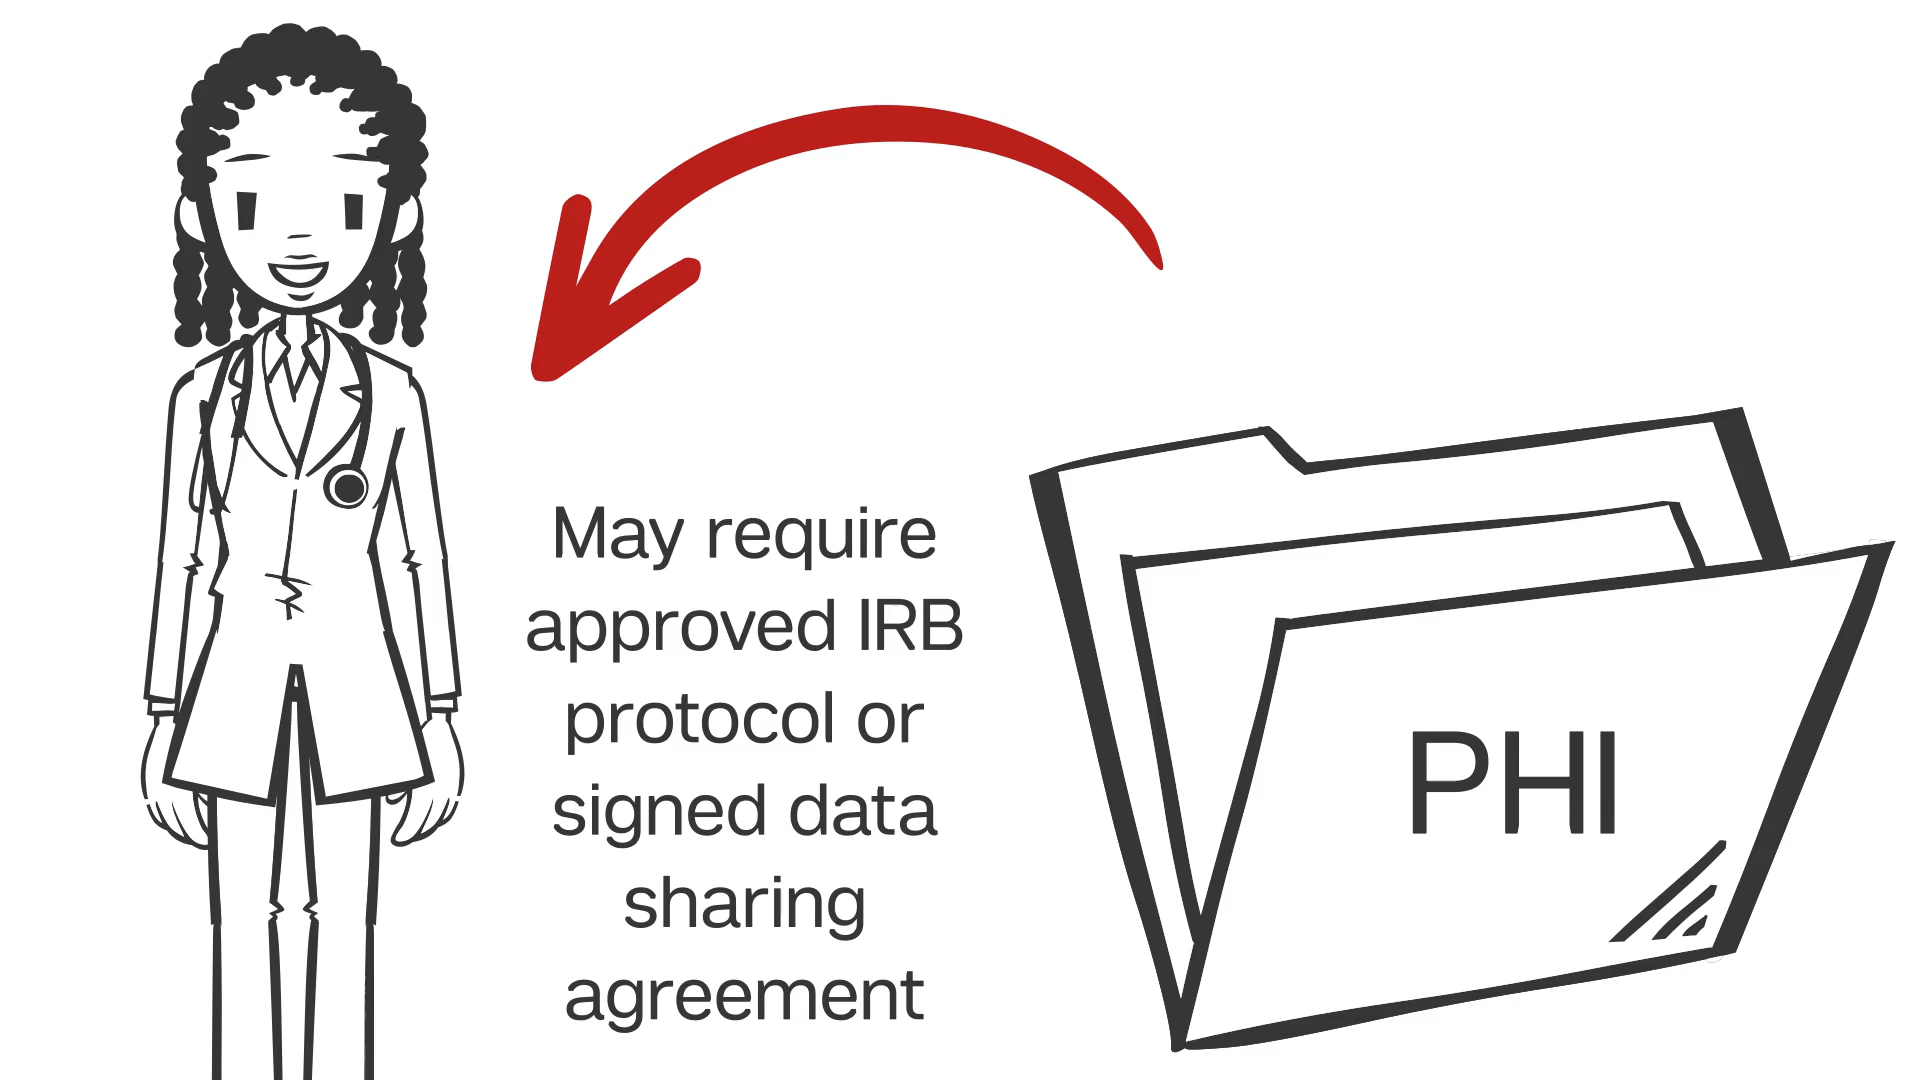 May require
approved IRB
protocol or
signed data
sharing
agreement
PHI